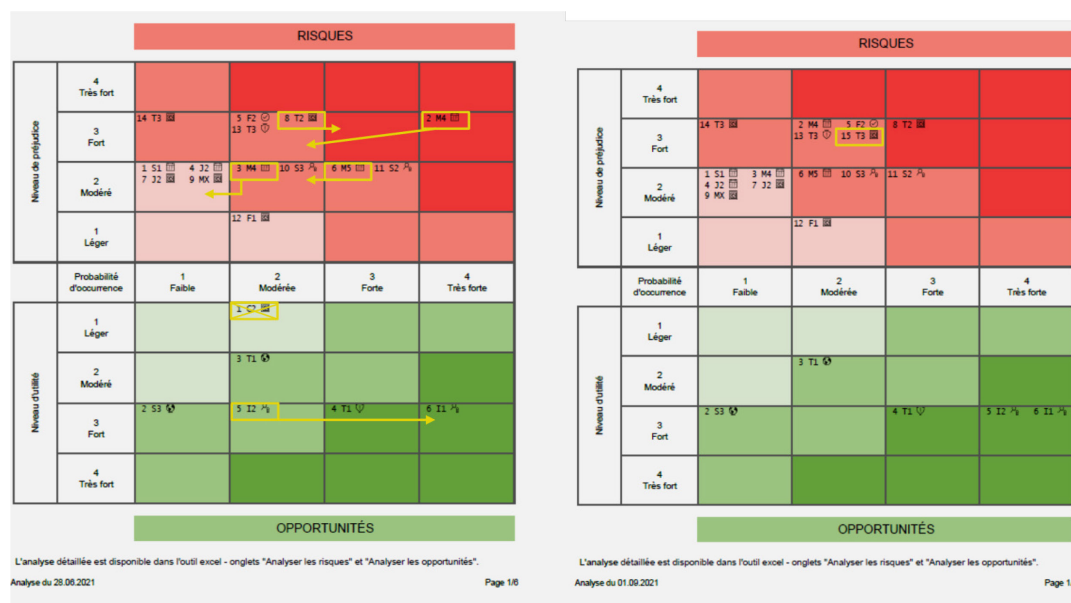 RISQUES
Niveau de préjudice
4
Très fort
3
Fort
14 T3
5 F2 8 T2
13 T3
2 M4
2
Modéré
1 S1 4 J2
7 J2 9 MX
3 M4 10 S3
6 M5 11 S2
1
Léger
12 F1
Probabilité
d'occurrence
1
Faible
2
Modérée
3
Forte
4
Très forte
Niveau d'utilité
1
Léger
2
Modéré
3 T1
3
Fort
2 S3
5 I2
4 T1
6 I1
4
Très fort
OPPORTUNITÉS
L'analyse détaillée est disponible dans l'outil excel - onglets "Analyser les risques" et "Analyser les opportunités".
Analyse du 28.06.2021
Page 1/6
RISQUES
Niveau de préjudice
4
Très fort
3
Fort
14 T3
2 M4 5 F2
13 T3 15 T3
8 T2
2
Modéré
1 S1 3 M4
4 J2 7 J2
9 MX
6 M5 10 S3
11 S2
1
Léger
12 F1
Probabilité
d'occurrence
1
Faible
2
Modérée
3
Forte
4
Très forte
Niveau d'utilité
1
Léger
2
Modéré
3 T1
3
Fort
2 S3
4 T1
5 I2 6 I1
4
Très fort
OPPORTUNITÉS
L'analyse détaillée est disponible dans l'outil excel - onglets "Analyser les risques" et "Analyser les opportunités".
Analyse du 01.09.2021
Page 1/